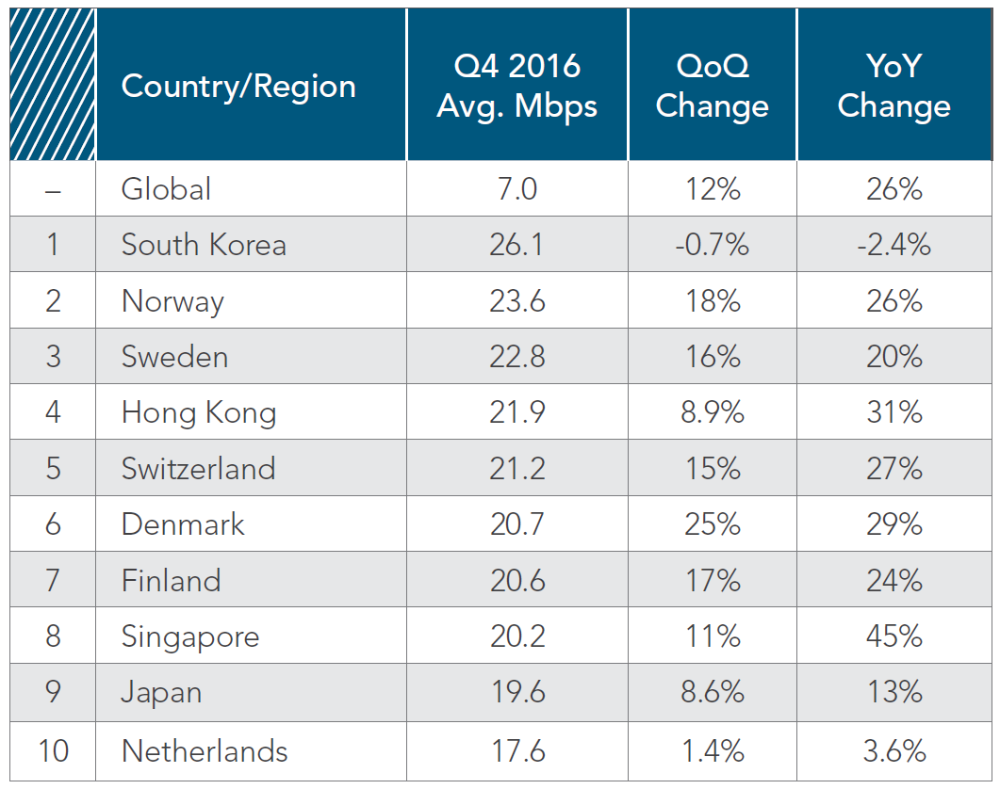 Country/Region Q4 2016 Avg. Mbps QoQ Change YoY Change
– Global 7.0 12% 26%
1 South Korea 26.1 -0.7% -2.4%
2 Norway 23.6 18% 26%
3 Sweden 22.8 16% 20%
4 Hong Kong 21.9 8.9% 31%
5 Switzerland 21.2 15% 27%
6 Denmark 20.7 25% 29%
7 Finland 20.6 17% 24%
8 Singapore 20.2 11% 45%
9 Japan 19.6 8.6% 13%
10 Netherlands 17.6 1.4% 3.6%